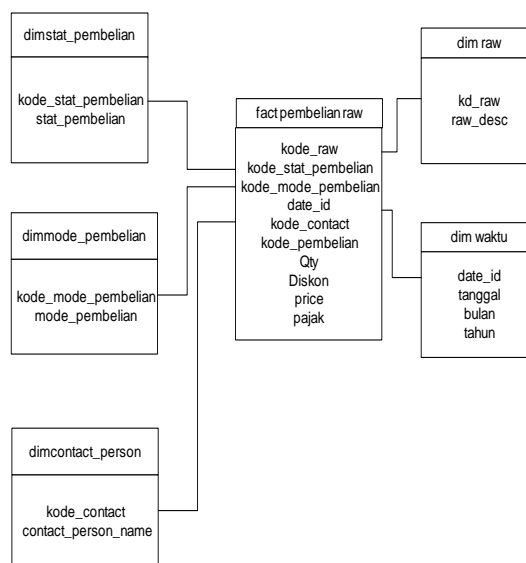 dimstat_pembelian
kode_stat_pembelian
stat_pembelian
dimmode_pembelian
kode_mode_pembelian
mode_pembelian
dimcontact_person
kode_contact
contact_person_name
fact pembelian raw
kode_raw
kode_stat_pembelian
kode_mode_pembelian
date_id
kode_contact
kode_pembelian
Qty
Diskon
price
pajak
dim raw
kd_raw
raw_desc
dim waktu
date_id
tanggal
bulan
tahun